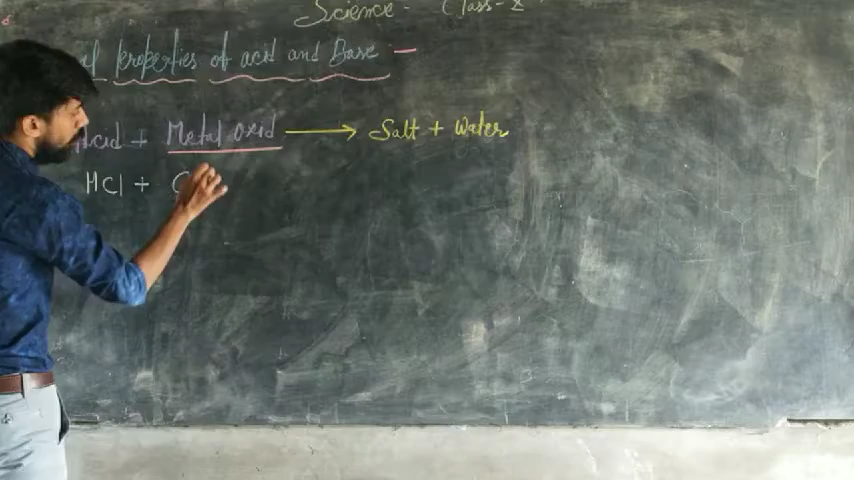 Science - Class-X
al properties of acid and Base -
Acid + Metal Oxid → Salt + Water
HCl + C